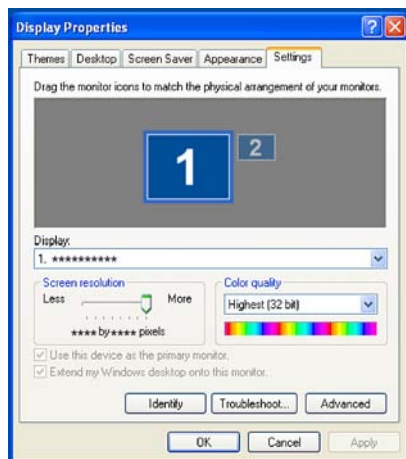 Display Properties
Themes Desktop Screen Saver Appearance Settings
Drag the monitor icons to match the physical arrangement of your monitors.
1 2
Display:
1. **********
Screen resolution
Less More
**** by **** pixels
Color quality
Highest (32 bit)
Use this device as the primary monitor.
Extend my Windows desktop onto this monitor.
Identify Troubleshoot... Advanced
OK Cancel Apply